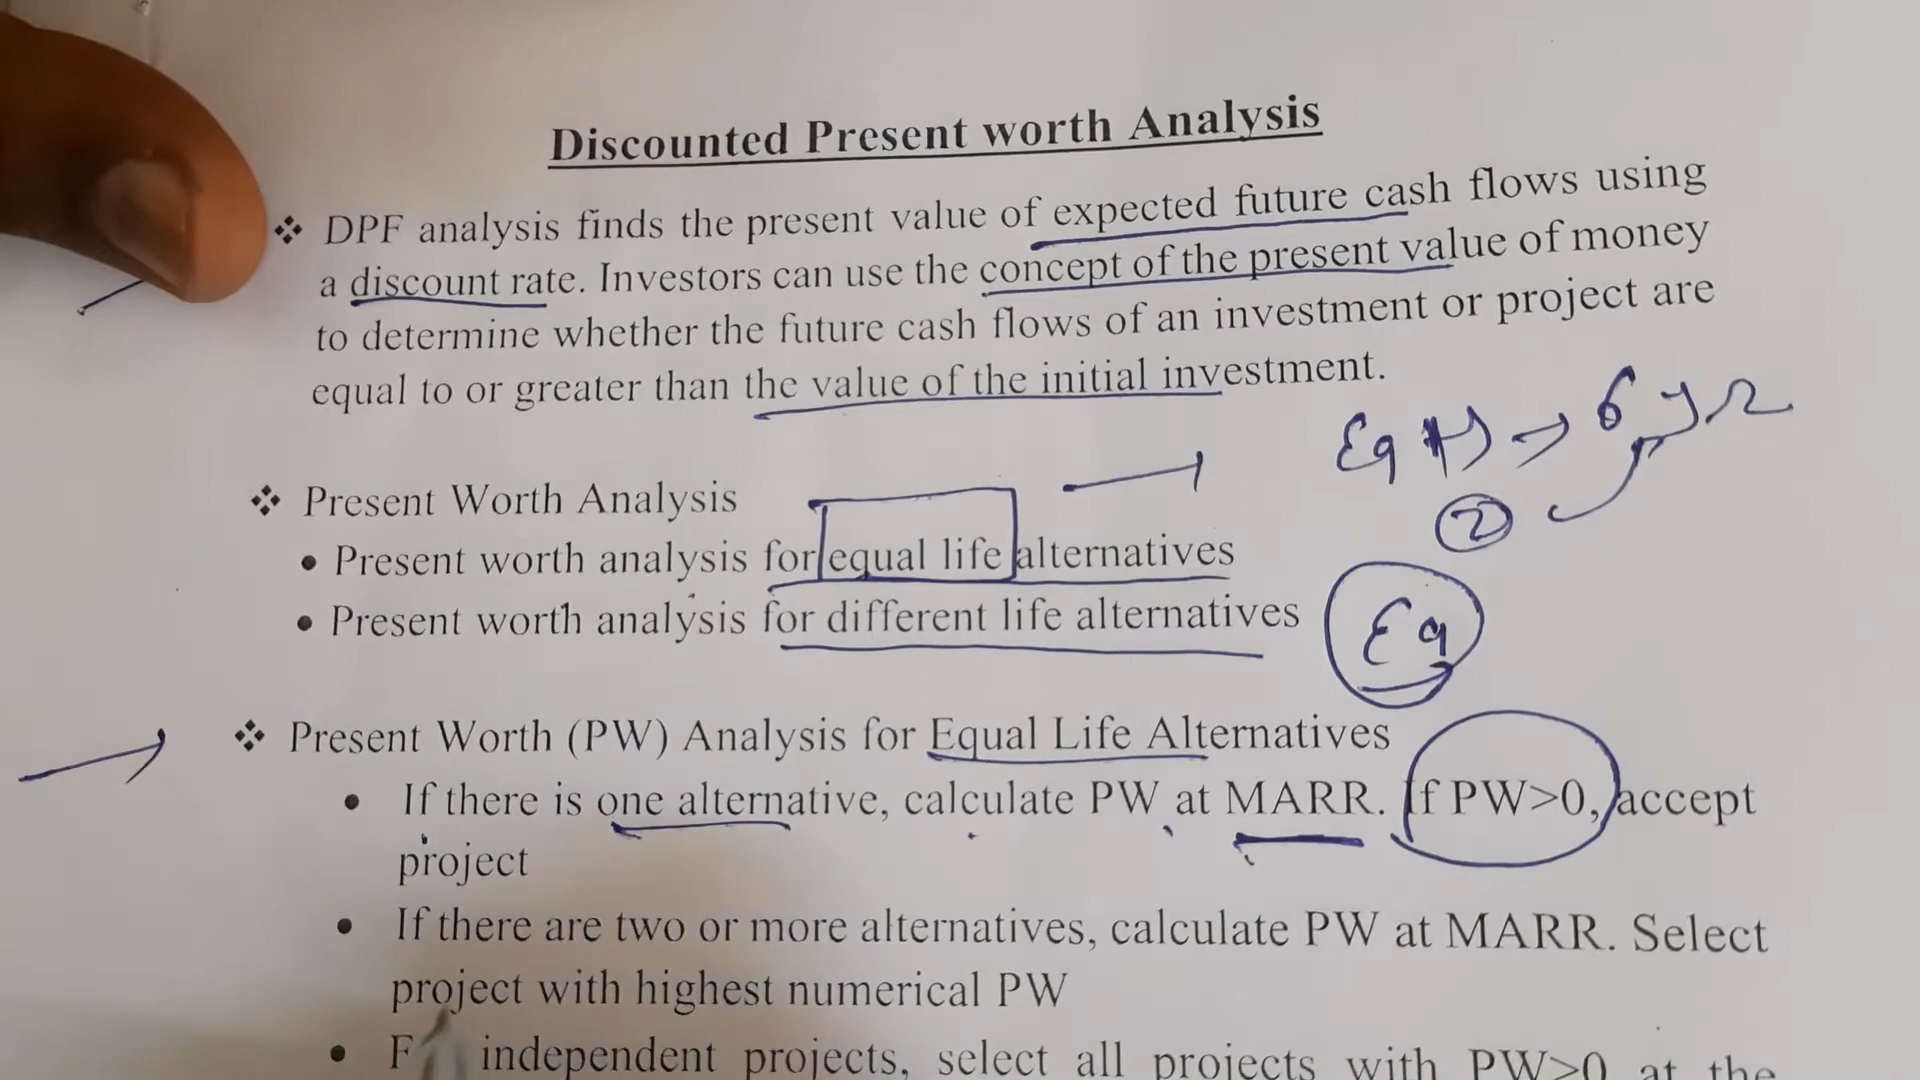 Discounted Present worth Analysis
❖ DPF analysis finds the present value of expected future cash flows using
a discount rate. Investors can use the concept of the present value of money
to determine whether the future cash flows of an investment or project are
equal to or greater than the value of the initial investment.
6 yr
❖ Present Worth Analysis
2
• Present worth analysis for equal life alternatives
• Present worth analysis for different life alternatives
Eq
❖ Present Worth (PW) Analysis for Equal Life Alternatives
• If there is one alternative, calculate PW at MARR. If PW>0, accept
project
• If there are two or more alternatives, calculate PW at MARR. Select
project with highest numerical PW
• independent projects, select all projects with PW>0 at the